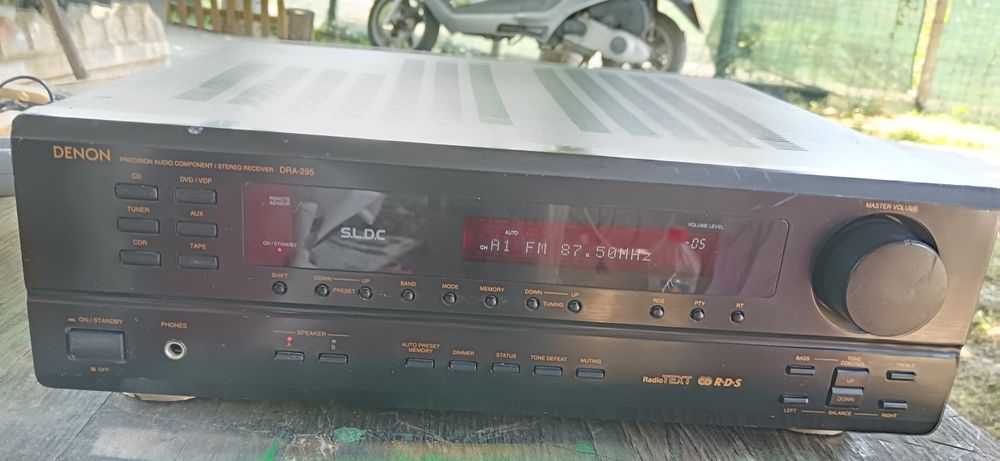 DENON PRECISION AUDIO COMPONENT / STEREO RECEIVER DRA-295
CD DVD / VDP
TUNER AUX
CDR TAPE
REMOTE
SENSOR
ON / STANDBY
S.L.D.C
AUTO
CH A1 FM 87.50MHz
VOLUME LEVEL
-05
MASTER VOLUME
SHIFT DOWN PRESET UP BAND MODE MEMORY DOWN TUNING UP RDS PTY RT
ON / STANDBY
OFF
PHONES
SPEAKER
A B
AUTO PRESET
MEMORY
DIMMER STATUS TONE DEFEAT MUTING
RadioTEXT R·D·S
BASS TONE
CONTROL TREBLE
UP
DOWN
LEFT BALANCE RIGHT